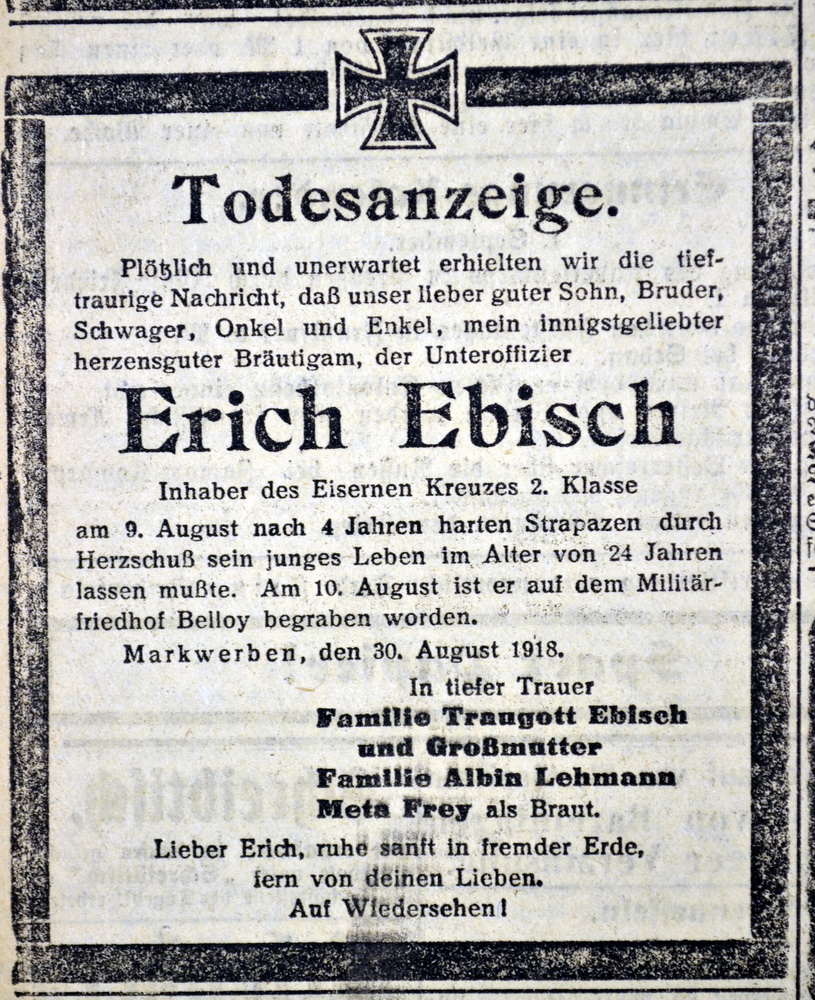 Todesanzeige.
Plötzlich und unerwartet erhielten wir die tief-
traurige Nachricht, daß unser lieber guter Sohn, Bruder,
Schwager, Onkel und Enkel, mein innigstgeliebter
herzensguter Bräutigam, der Unteroffizier
Erich Ebisch
Inhaber des Eisernen Kreuzes 2. Klasse
am 9. August nach 4 Jahren harten Strapazen durch
Herzschuß sein junges Leben im Alter von 24 Jahren
lassen mußte. Am 10. August ist er auf dem Militär-
friedhof Belloy begraben worden.
Markwerben, den 30. August 1918.
In tiefer Trauer
Familie Traugott Ebisch
und Großmutter
Familie Albin Lehmann
Meta Frey als Braut.
Lieber Erich, ruhe sanft in fremder Erde,
fern von deinen Lieben.
Auf Wiedersehen!